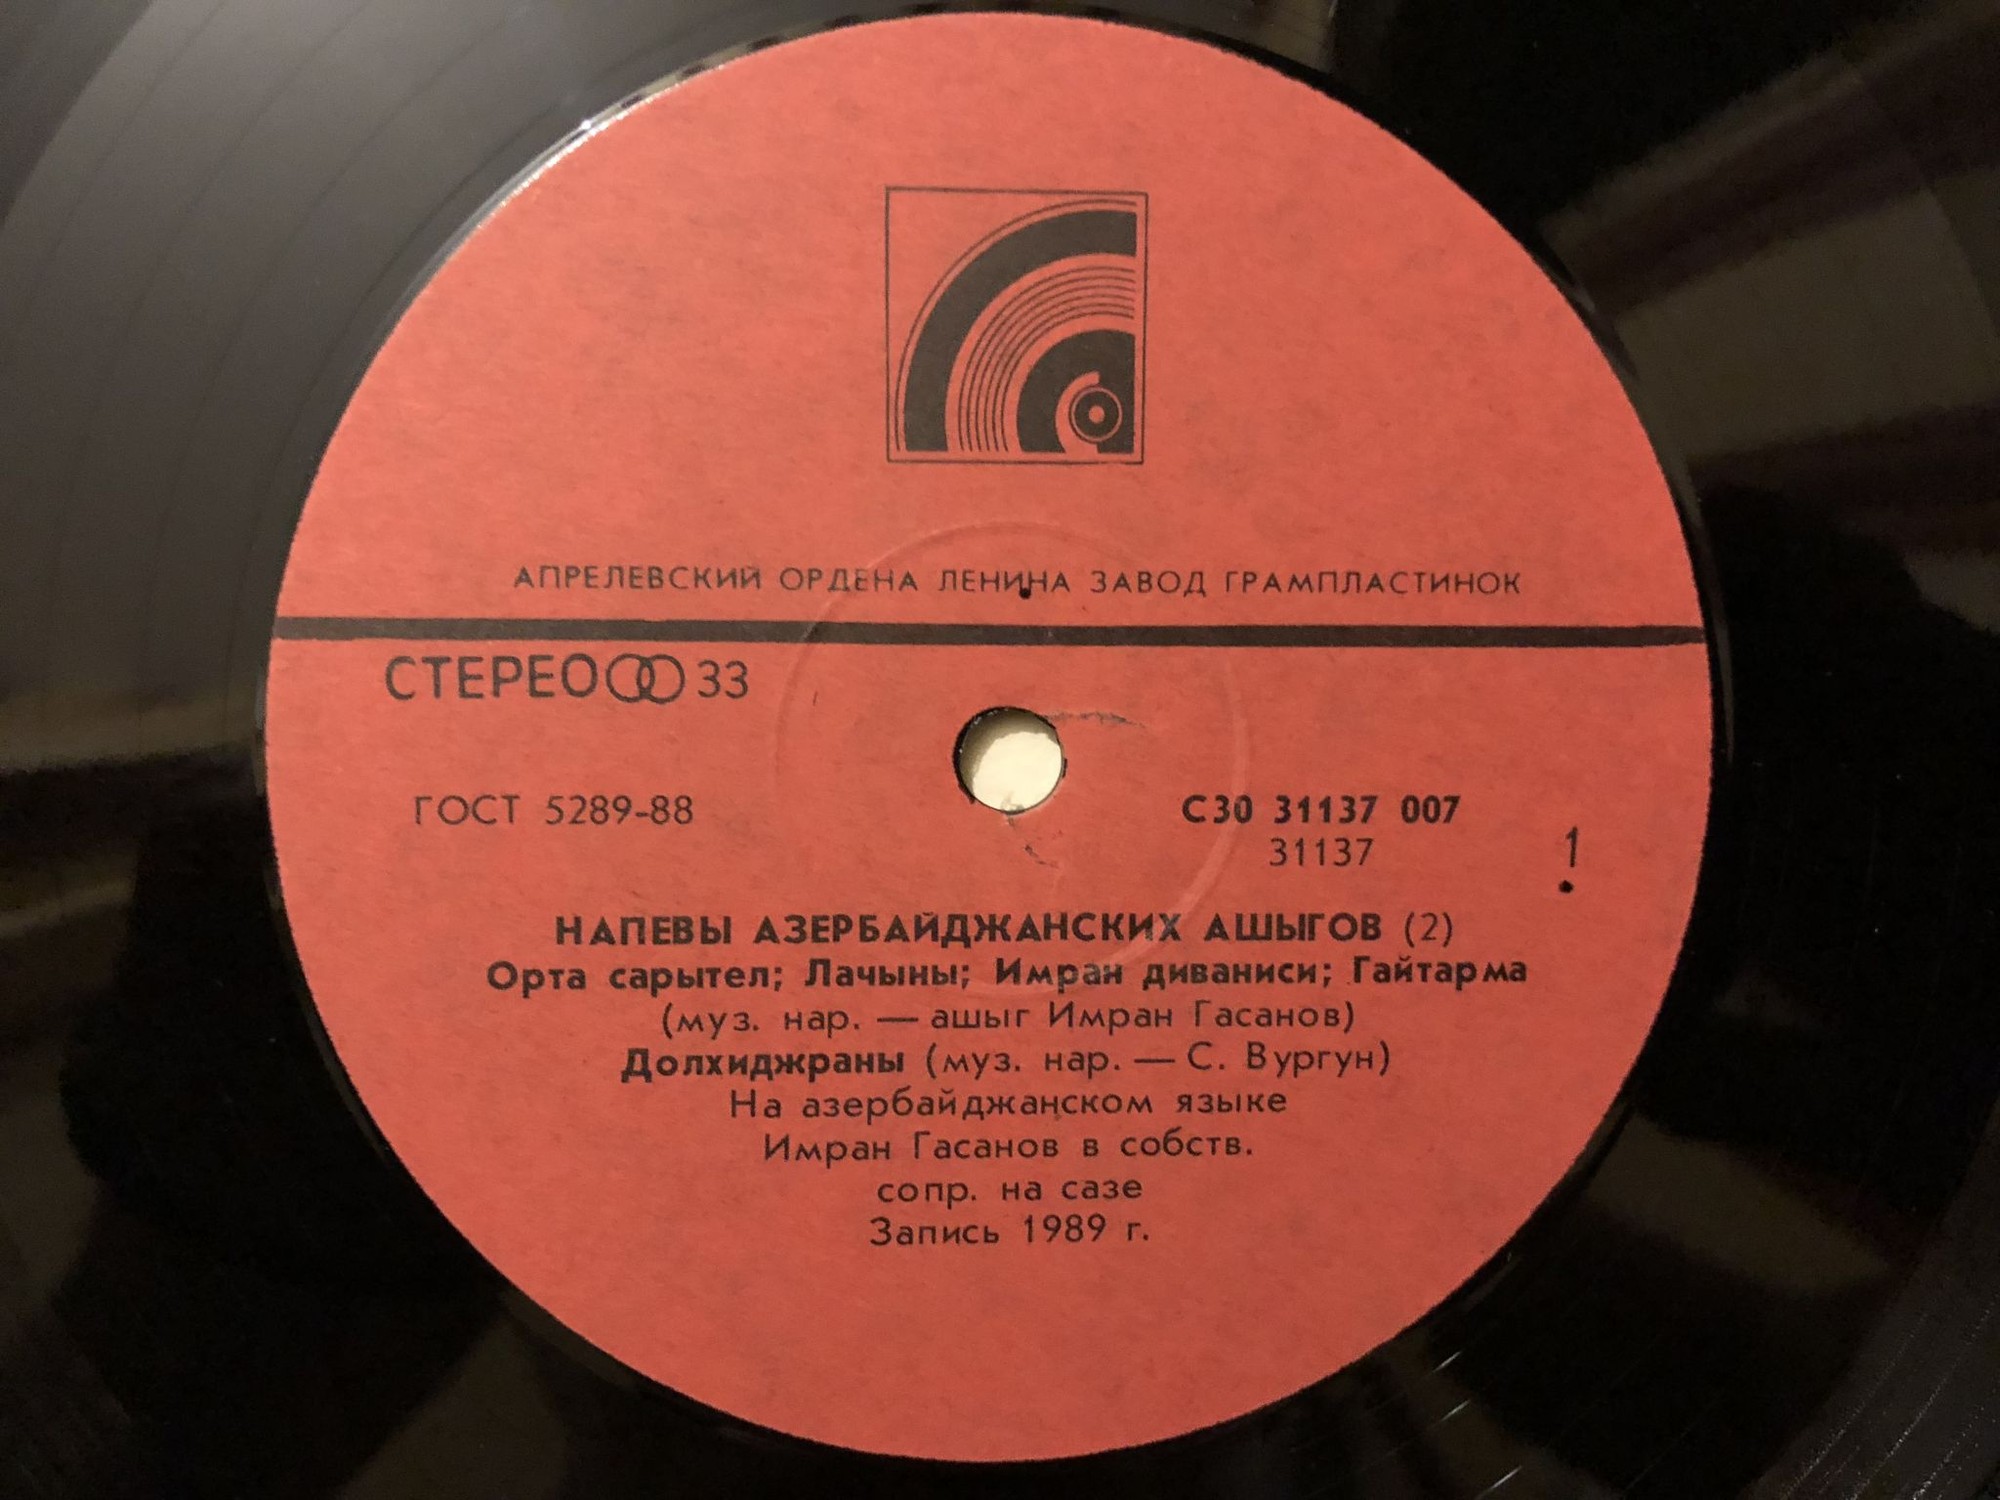 АПРЕЛЕВСКИЙ ОРДЕНА ЛЕНИНА ЗАВОД ГРАМПЛАСТИНОК
СТЕРЕО 33
ГОСТ 5289-88
С30 31137 007
31137
1
НАПЕВЫ АЗЕРБАЙДЖАНСКИХ АШЫГОВ (2)
Орта сарытел; Лачыны; Имран диваниси; Гайтарма
(муз. нар. — ашыг Имран Гасанов)
Долхиджраны (муз. нар. — С. Вургун)
На азербайджанском языке
Имран Гасанов в собств.
сопр. на сазе
Запись 1989 г.